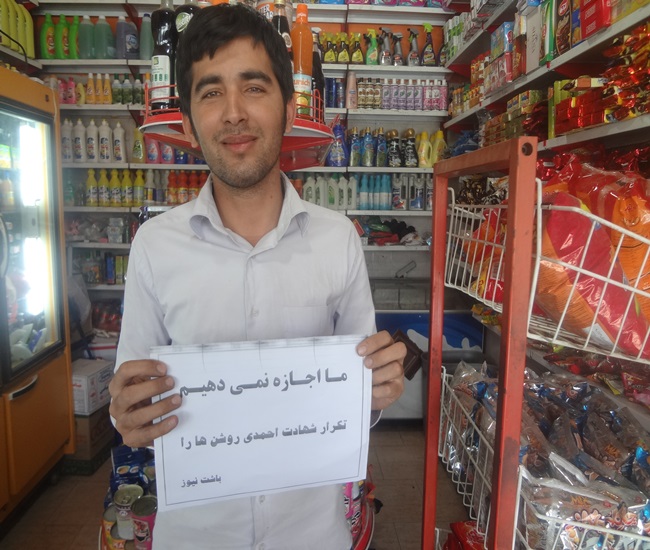 ما اجازه نمی دهیم
تکرار شهادت احمدی روشن ها را
باشت نیوز